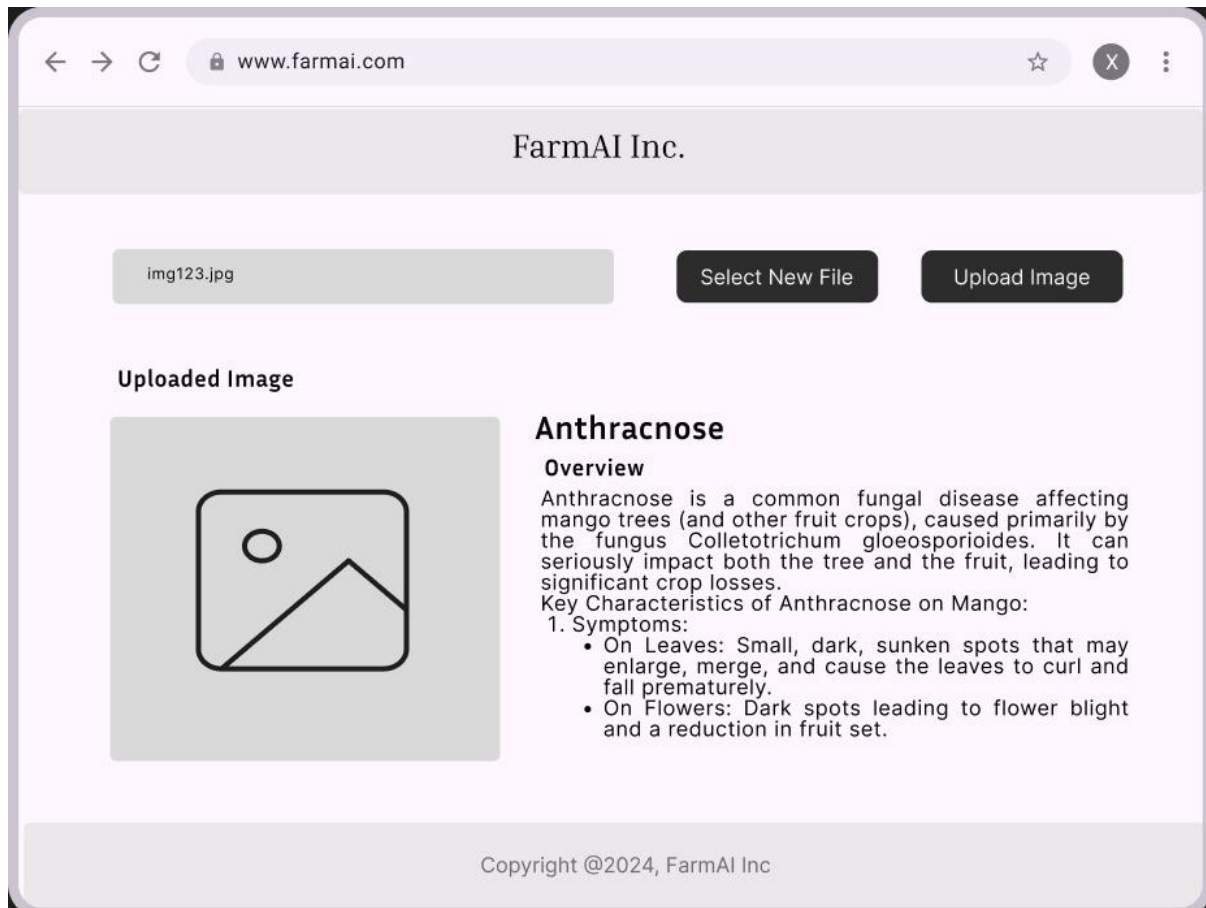 www.farmai.com
X
FarmAI Inc.
img123.jpg
Select New File
Upload Image
Uploaded Image
Anthracnose
Overview
Anthracnose is a common fungal disease affecting
mango trees (and other fruit crops), caused primarily by
the fungus Colletotrichum gloeosporioides. It can
seriously impact both the tree and the fruit, leading to
significant crop losses.
Key Characteristics of Anthracnose on Mango:
1. Symptoms:
• On Leaves: Small, dark, sunken spots that may
enlarge, merge, and cause the leaves to curl and
fall prematurely.
• On Flowers: Dark spots leading to flower blight
and a reduction in fruit set.
Copyright @2024, FarmAI Inc